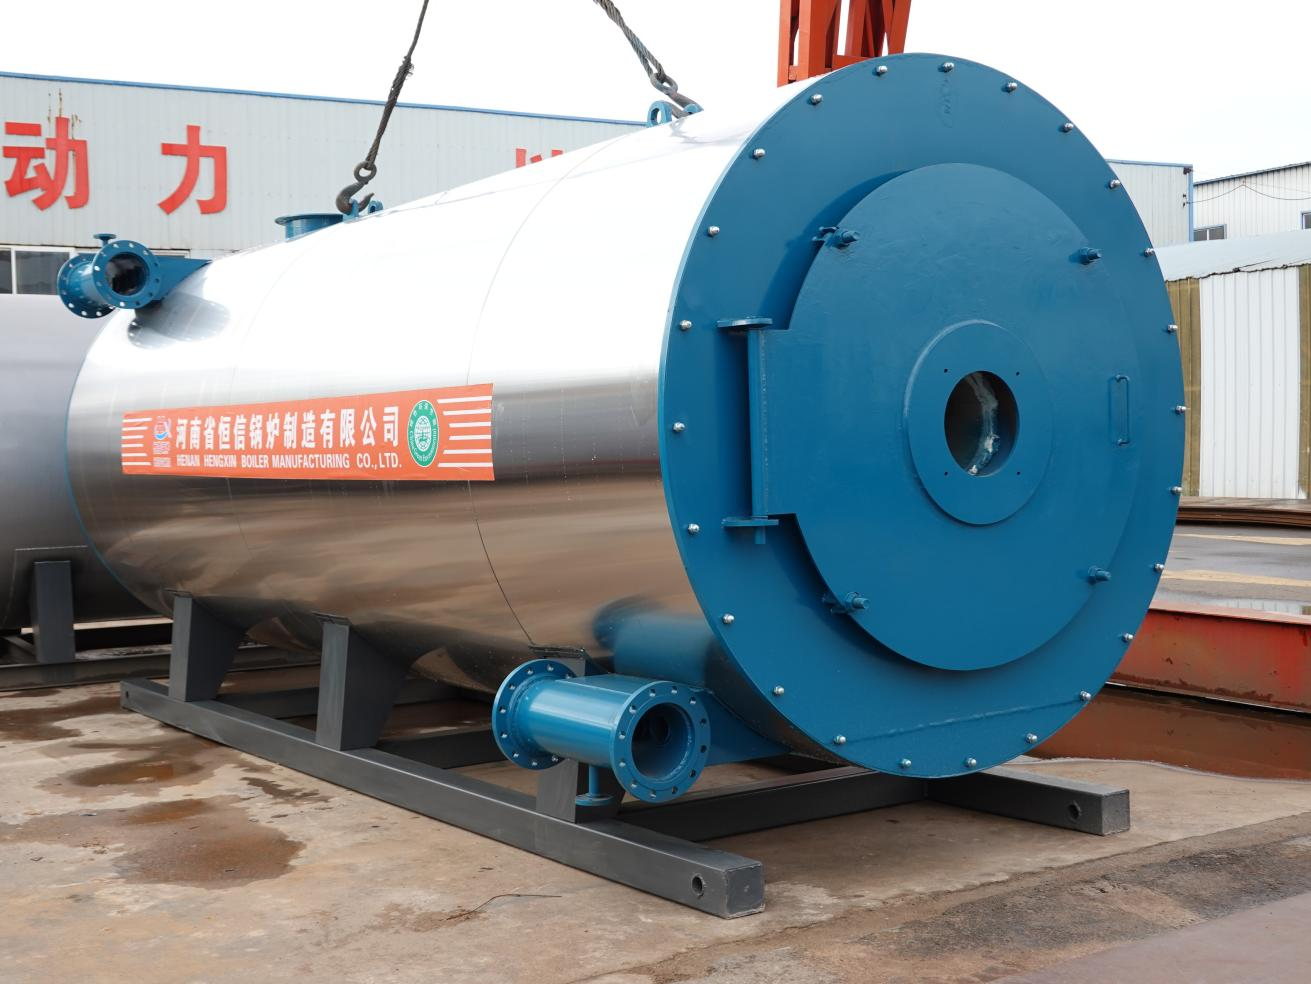 动力
河南省恒信锅炉制造有限公司
HENAN HENGXIN BOILER MANUFACTURING CO.,LTD.